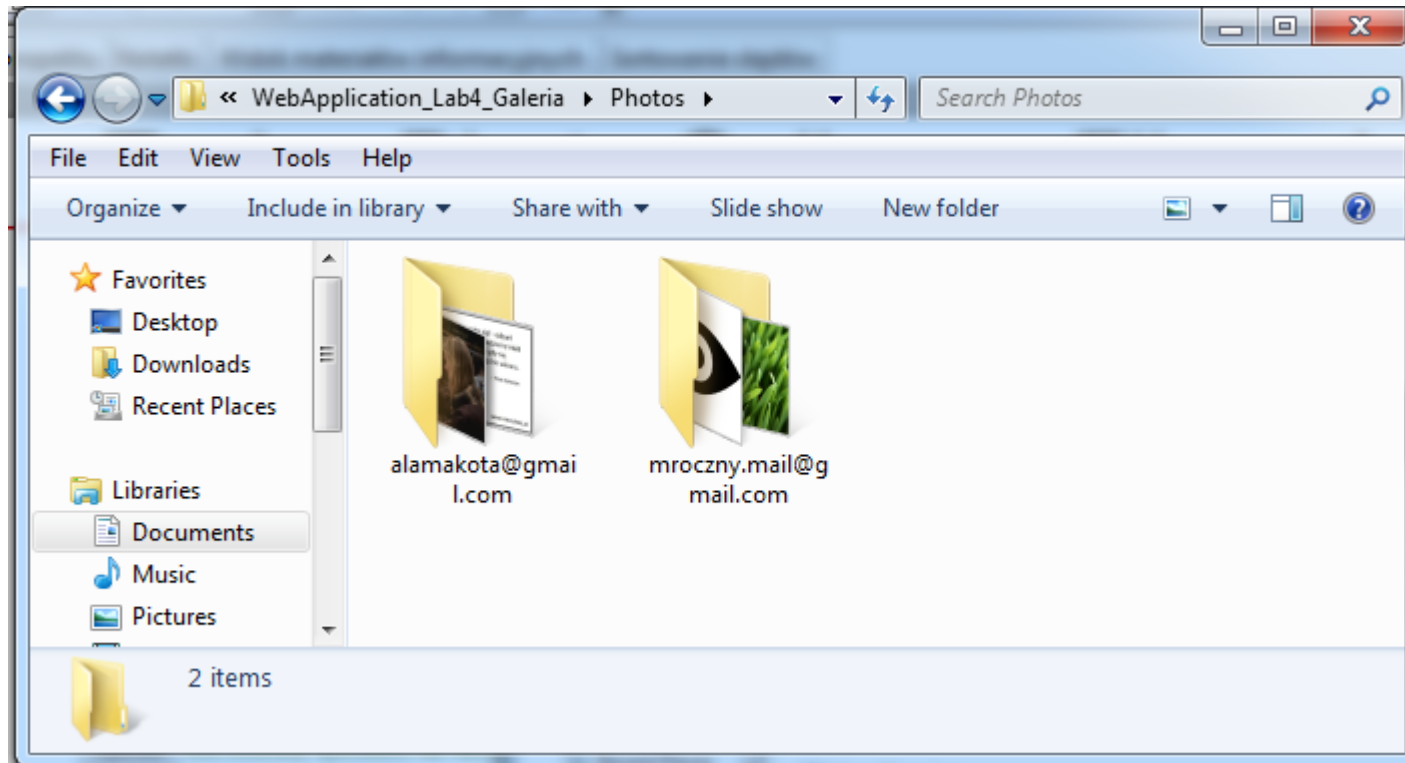 « WebApplication_Lab4_Galeria Photos
Search Photos
File Edit View Tools Help
Organize Include in library Share with Slide show New folder
Favorites
Desktop
Downloads
Recent Places
Libraries
Documents
Music
Pictures
alamakota@gmai
l.com
mroczny.mail@g
mail.com
2 items